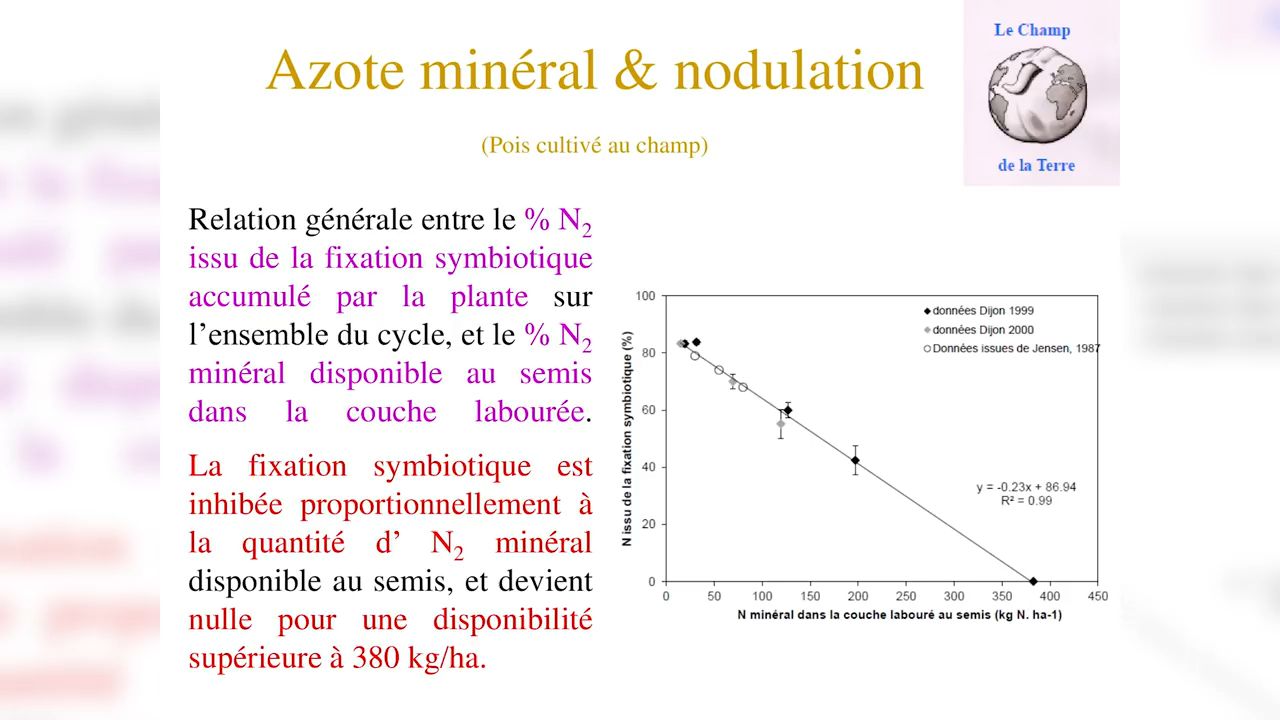 Azote minéral & nodulation
Le Champ
de la Terre
(Pois cultivé au champ)
Relation générale entre le % N₂
issu de la fixation symbiotique
accumulé par la plante sur
l’ensemble du cycle, et le % N₂
minéral disponible au semis
dans la couche labourée.
La fixation symbiotique est
inhibée proportionnellement à
la quantité d’ N₂ minéral
disponible au semis, et devient
nulle pour une disponibilité
supérieure à 380 kg/ha.
N issu de la fixation symbiotique (%)
100
80
60
40
20
0
données Dijon 1999
données Dijon 2000
Données issues de Jensen, 1987
y = -0.23x + 86.94
R² = 0.99
0 50 100 150 200 250 300 350 400 450
N minéral dans la couche labouré au semis (kg N. ha-1)